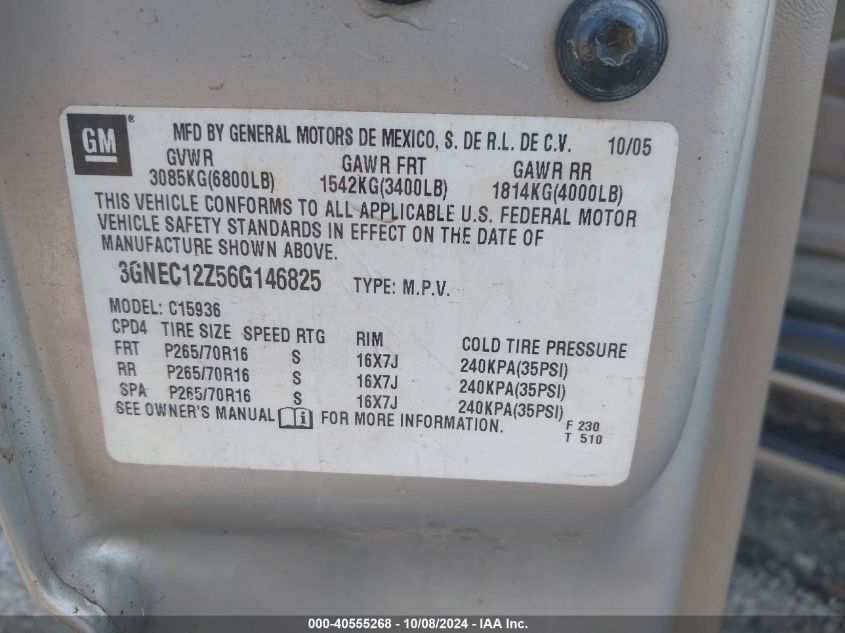 GM ® MFD BY GENERAL MOTORS DE MEXICO, S. DE R.L. DE C.V. 10/05
GVWR GAWR FRT GAWR RR
3085KG(6800LB) 1542KG(3400LB) 1814KG(4000LB)
THIS VEHICLE CONFORMS TO ALL APPLICABLE U.S. FEDERAL MOTOR
VEHICLE SAFETY STANDARDS IN EFFECT ON THE DATE OF
MANUFACTURE SHOWN ABOVE.
3GNEC12Z56G146825 TYPE: M.P.V.
MODEL: C15936
CPD4 TIRE SIZE SPEED RTG RIM COLD TIRE PRESSURE
FRT P265/70R16 S 16X7J 240KPA(35PSI)
RR P265/70R16 S 16X7J 240KPA(35PSI)
SPA P265/70R16 S 16X7J 240KPA(35PSI)
SEE OWNER'S MANUAL i FOR MORE INFORMATION. F 230
T 510
000-40555268 - 10/08/2024 - IAA Inc.